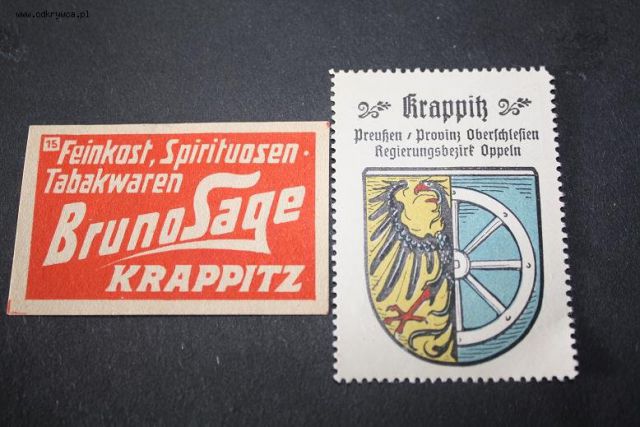 www.odkrywca.pl
15
Feinkost, Spirituosen ·
Tabakwaren
Bruno Sage
KRAPPITZ
Krappitz
Preußen / Provinz Oberschlesien
Regierungsbezirk Oppeln